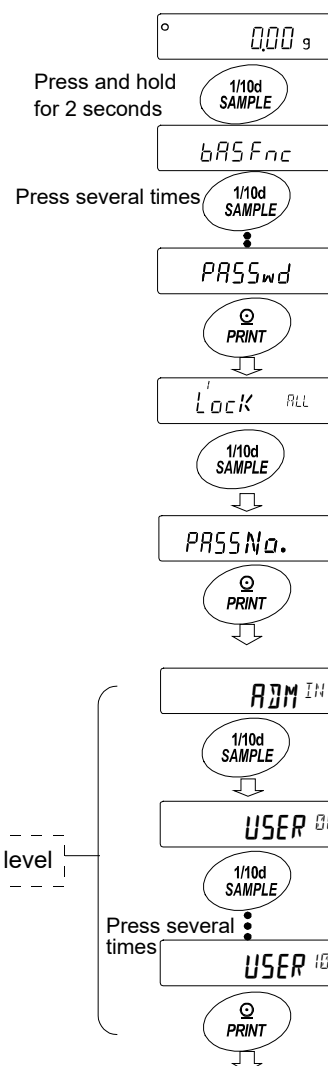 0.00 g
Press and hold
for 2 seconds
1/10d
SAMPLE
bASFnc
Press several times
1/10d
SAMPLE
PASSwd
PRINT
LocK ALL
1/10d
SAMPLE
PASSNo.
PRINT
ADMIN
1/10d
SAMPLE
USER
level
1/10d
SAMPLE
Press several
times
USER 10
PRINT